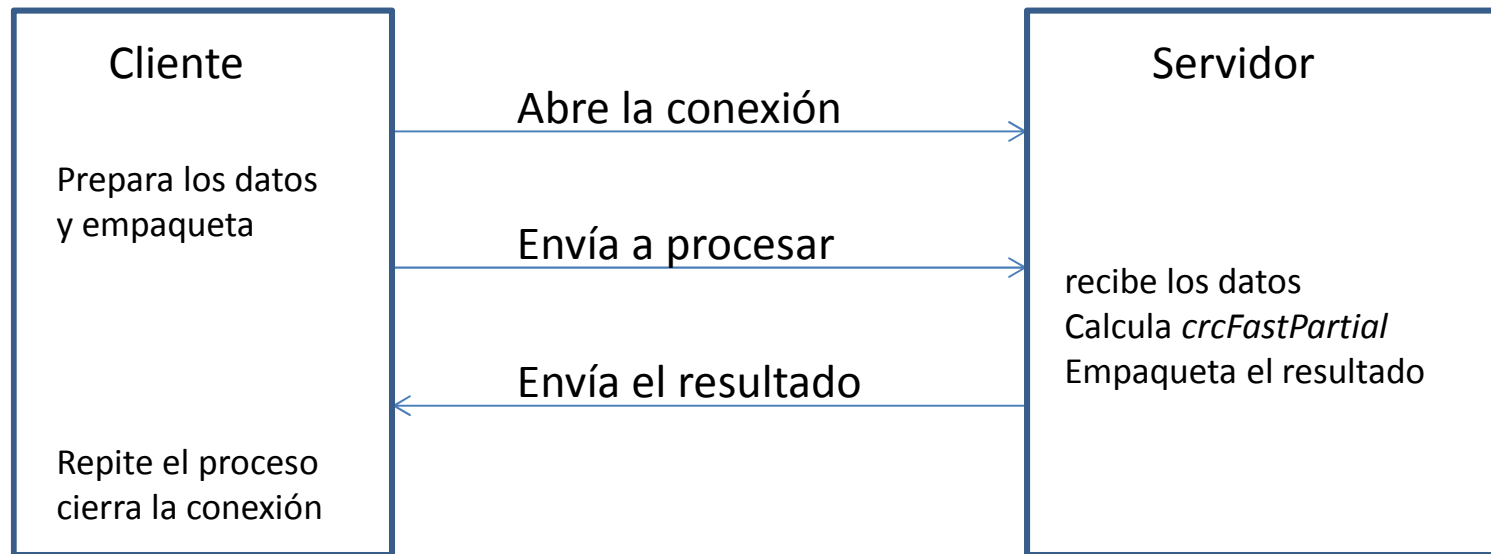 Cliente
Prepara los datos
y empaqueta
Repite el proceso
cierra la conexión
Abre la conexión
Envía a procesar
Envía el resultado
Servidor
recibe los datos
Calcula crcFastPartial
Empaqueta el resultado